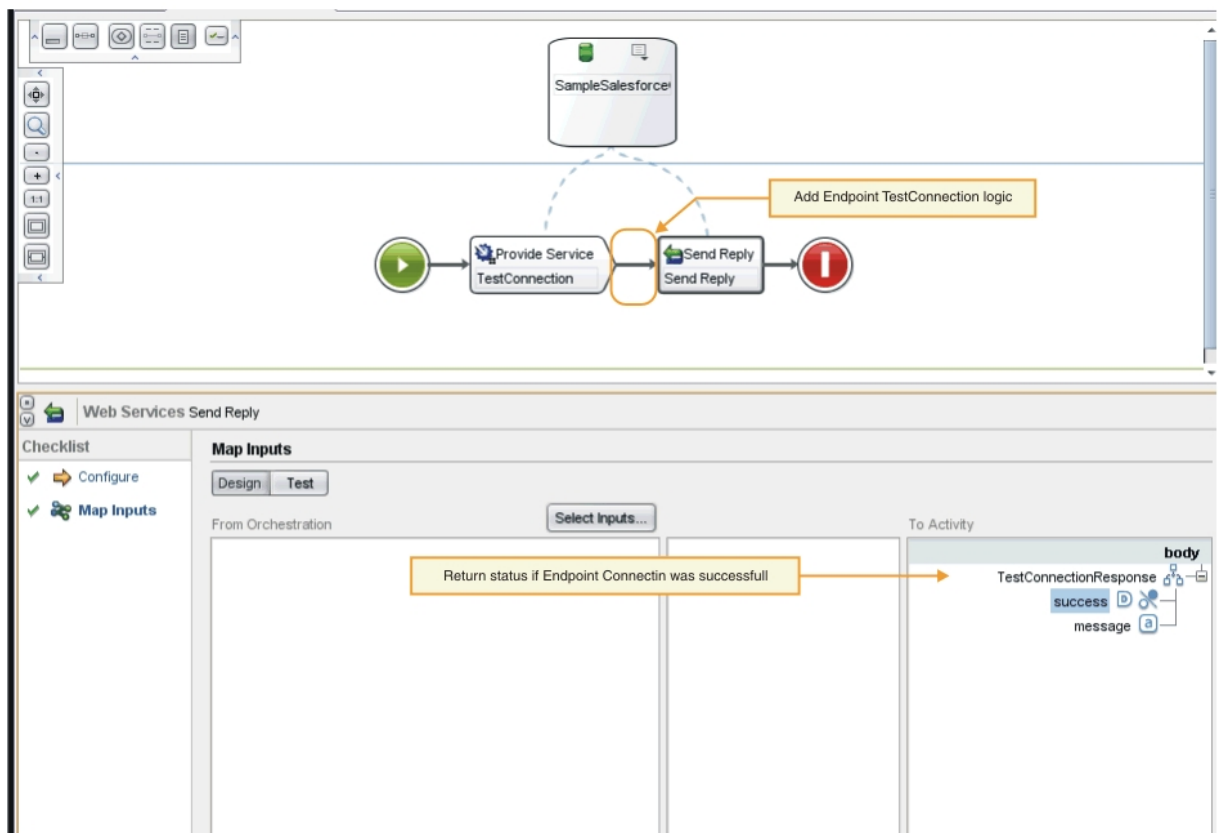 SampleSalesforce
Add Endpoint TestConnection logic
1:1
Provide Service
TestConnection
Send Reply
Send Reply
Web Services Send Reply
Checklist
Configure
Map Inputs
Map Inputs
Design
Test
From Orchestration
Select Inputs...
To Activity
body
Return status if Endpoint Connectin was successfull
TestConnectionResponse
success
D
message
a